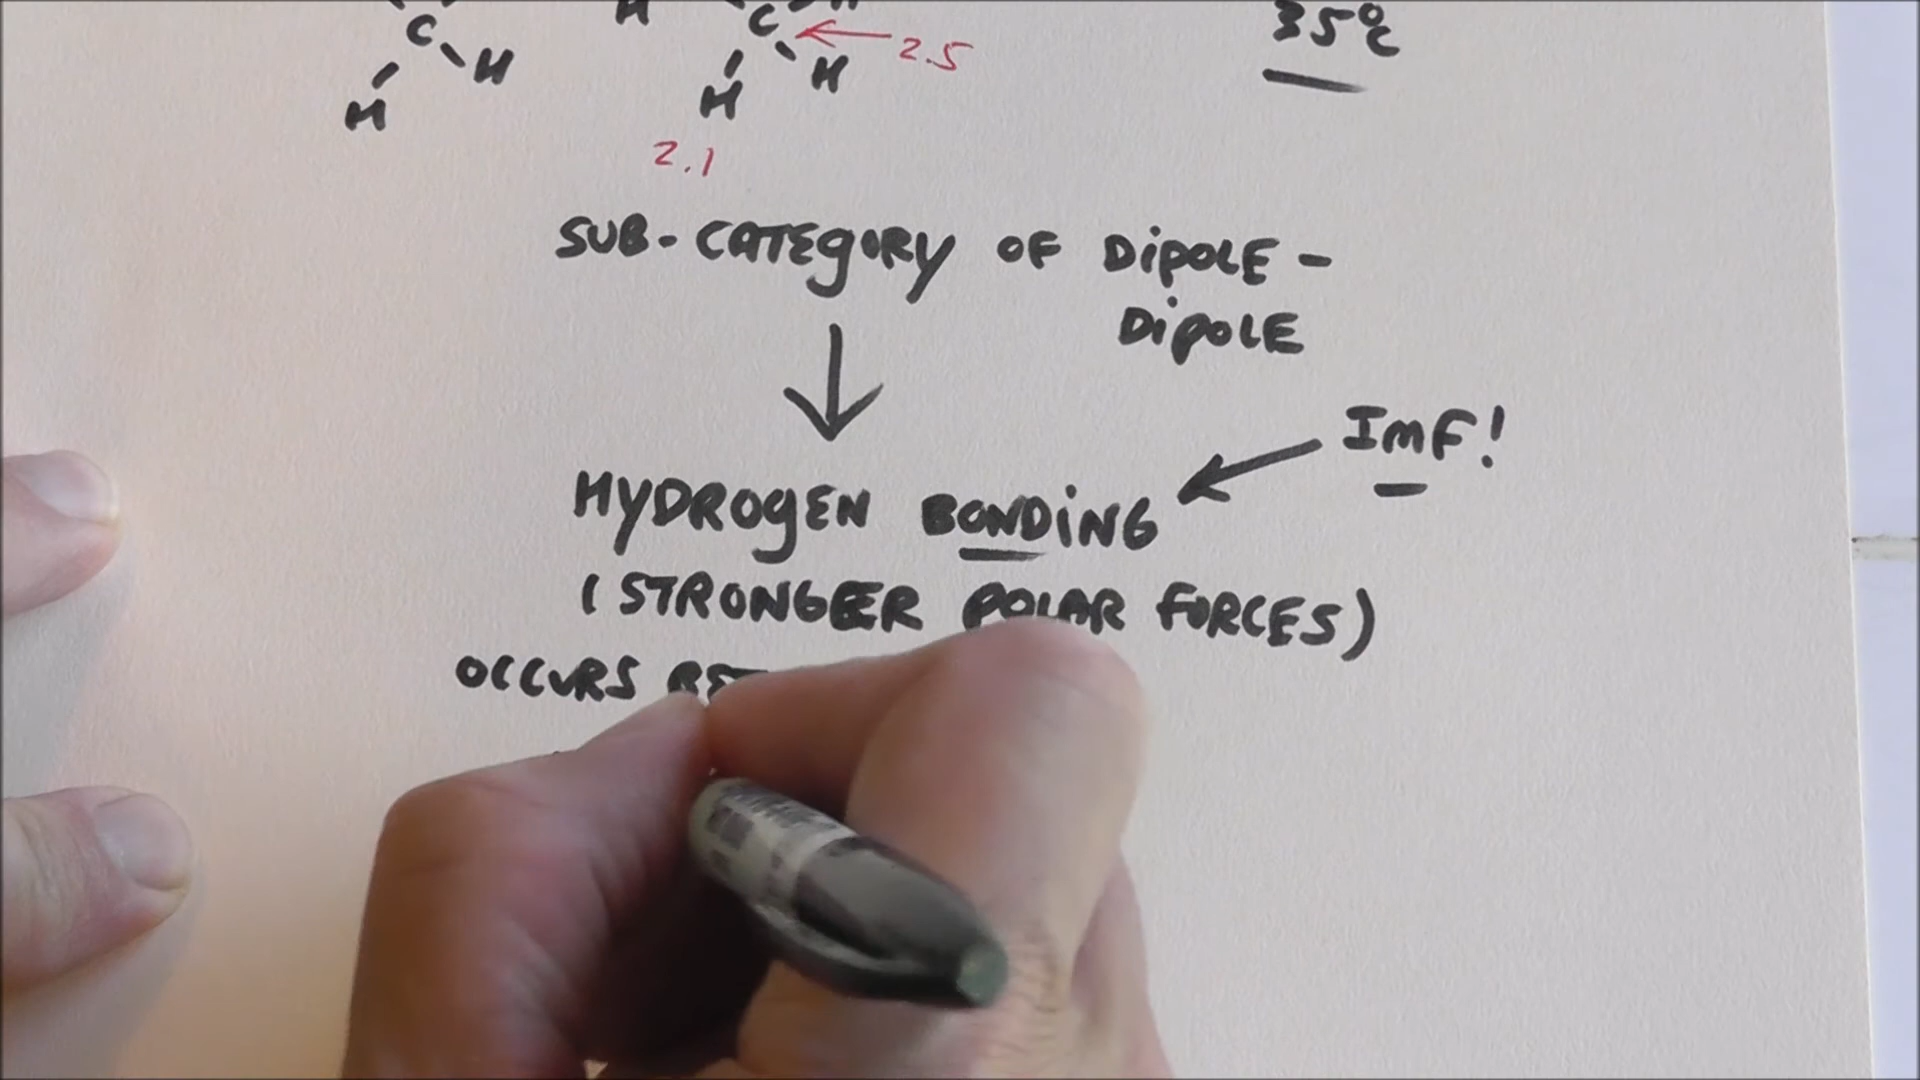 C H 35°C
H C 2.5
H H H
2.1
SUB-CATEGORY OF DiPOLE-
DiPOLE
ImF!
HYDROGEN BONDiNG
(STRONGER POLAR FORCES)
OCCURS